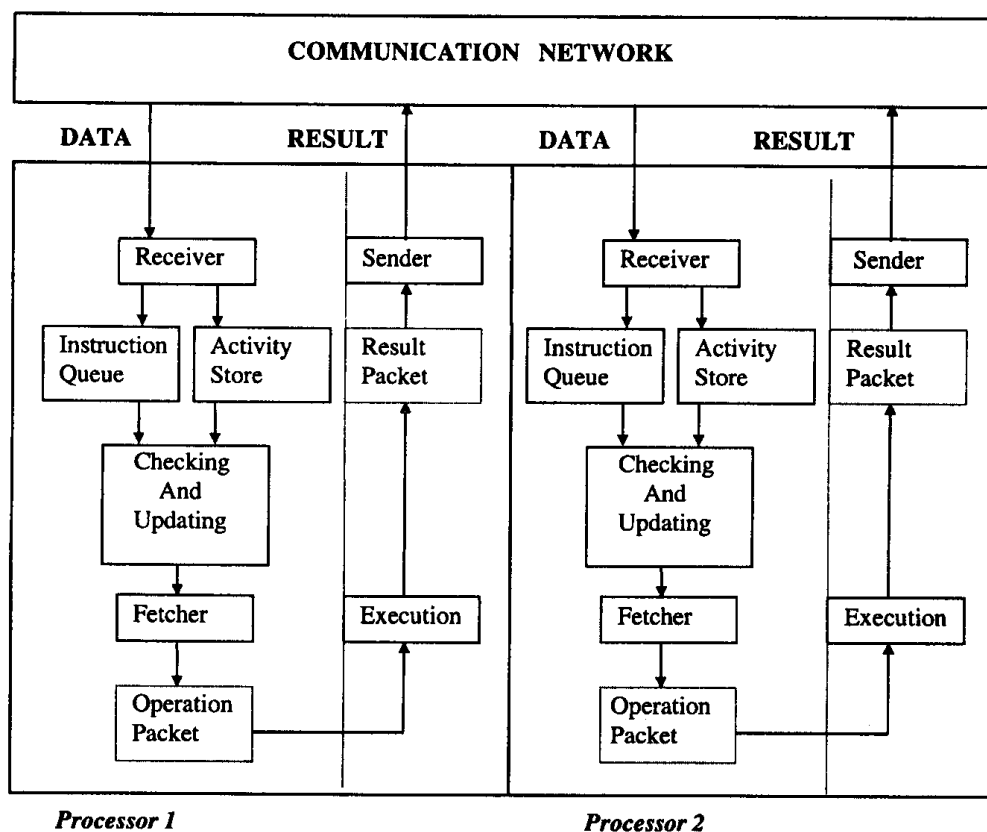 COMMUNICATION NETWORK
DATA
RESULT
DATA
RESULT
Receiver
Sender
Receiver
Sender
Instruction
Queue
Activity
Store
Result
Packet
Instruction
Queue
Activity
Store
Result
Packet
Checking
And
Updating
Checking
And
Updating
Fetcher
Execution
Fetcher
Execution
Operation
Packet
Operation
Packet
Processor 1
Processor 2